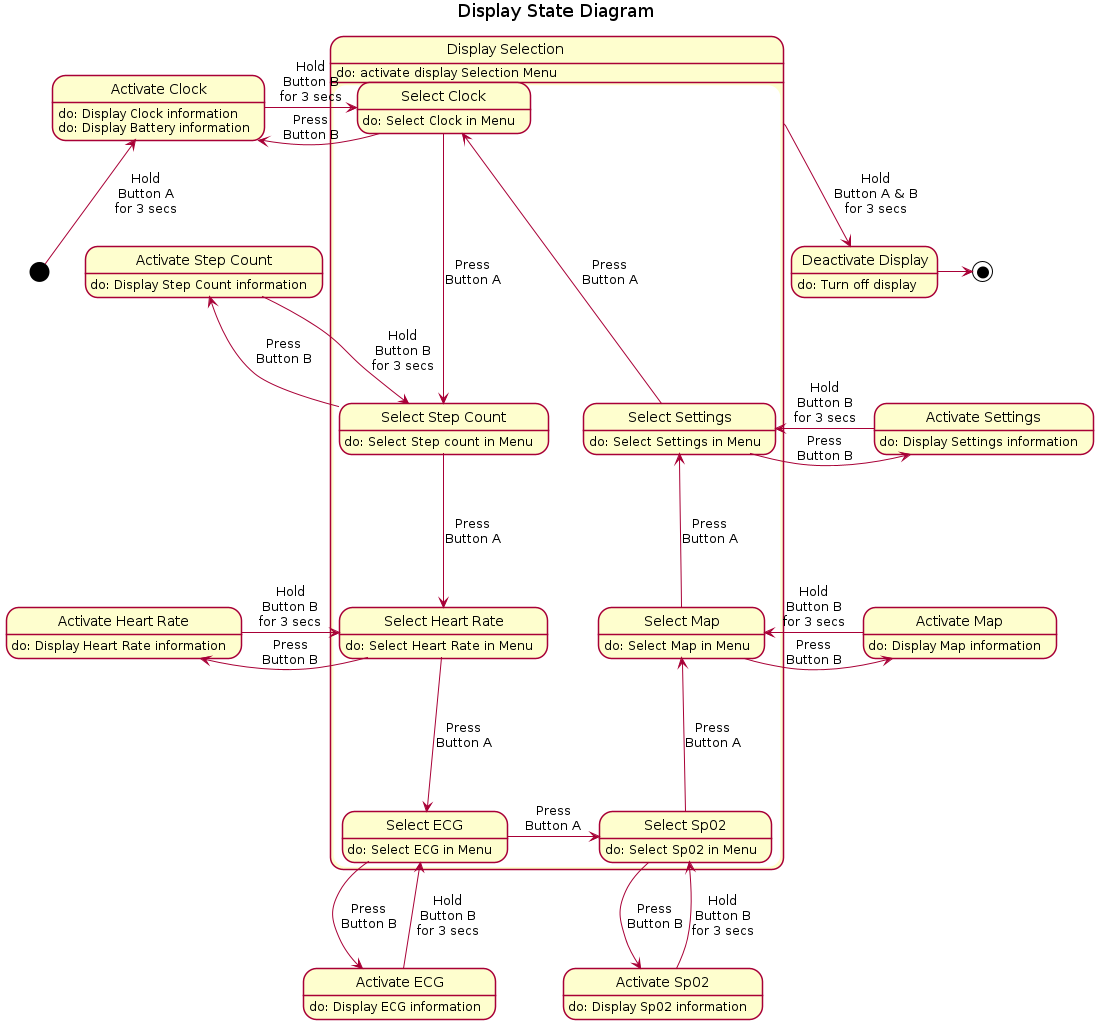 Display State Diagram
Display Selection
do: activate display Selection Menu
Activate Clock
do: Display Clock information
do: Display Battery information
Hold
Button B
for 3 secs
Select Clock
do: Select Clock in Menu
Press
Button B
Hold
Button A
for 3 secs
Hold
Button A & B
for 3 secs
Activate Step Count
do: Display Step Count information
Press
Button A
Press
Button A
Deactivate Display
do: Turn off display
Press
Button B
Hold
Button B
for 3 secs
Select Step Count
do: Select Step count in Menu
Select Settings
do: Select Settings in Menu
Hold
Button B
for 3 secs
Press
Button B
Activate Settings
do: Display Settings information
Press
Button A
Press
Button A
Activate Heart Rate
do: Display Heart Rate information
Hold
Button B
for 3 secs
Press
Button B
Select Heart Rate
do: Select Heart Rate in Menu
Select Map
do: Select Map in Menu
Hold
Button B
for 3 secs
Press
Button B
Activate Map
do: Display Map information
Press
Button A
Press
Button A
Select ECG
do: Select ECG in Menu
Press
Button A
Select Sp02
do: Select Sp02 in Menu
Press
Button B
Hold
Button B
for 3 secs
Press
Button B
Hold
Button B
for 3 secs
Activate ECG
do: Display ECG information
Activate Sp02
do: Display Sp02 information